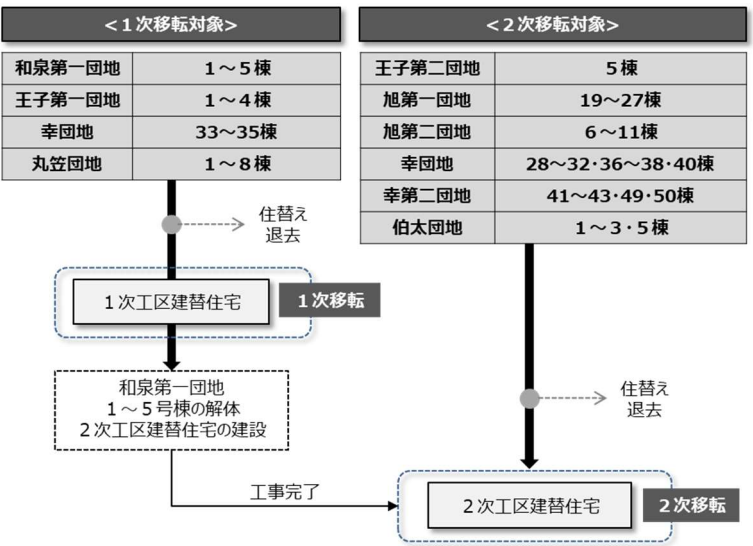 <１次移転対象>
和泉第一団地 １～５棟
王子第一団地 １～４棟
幸団地 33～35棟
丸笠団地 １～８棟
住替え
退去
１次工区建替住宅
１次移転
和泉第一団地
１～５号棟の解体
２次工区建替住宅の建設
工事完了
<２次移転対象>
王子第二団地 ５棟
旭第一団地 19～27棟
旭第二団地 ６～11棟
幸団地 28～32・36～38・40棟
幸第二団地 41～43・49・50棟
伯太団地 １～３・５棟
住替え
退去
２次工区建替住宅
２次移転